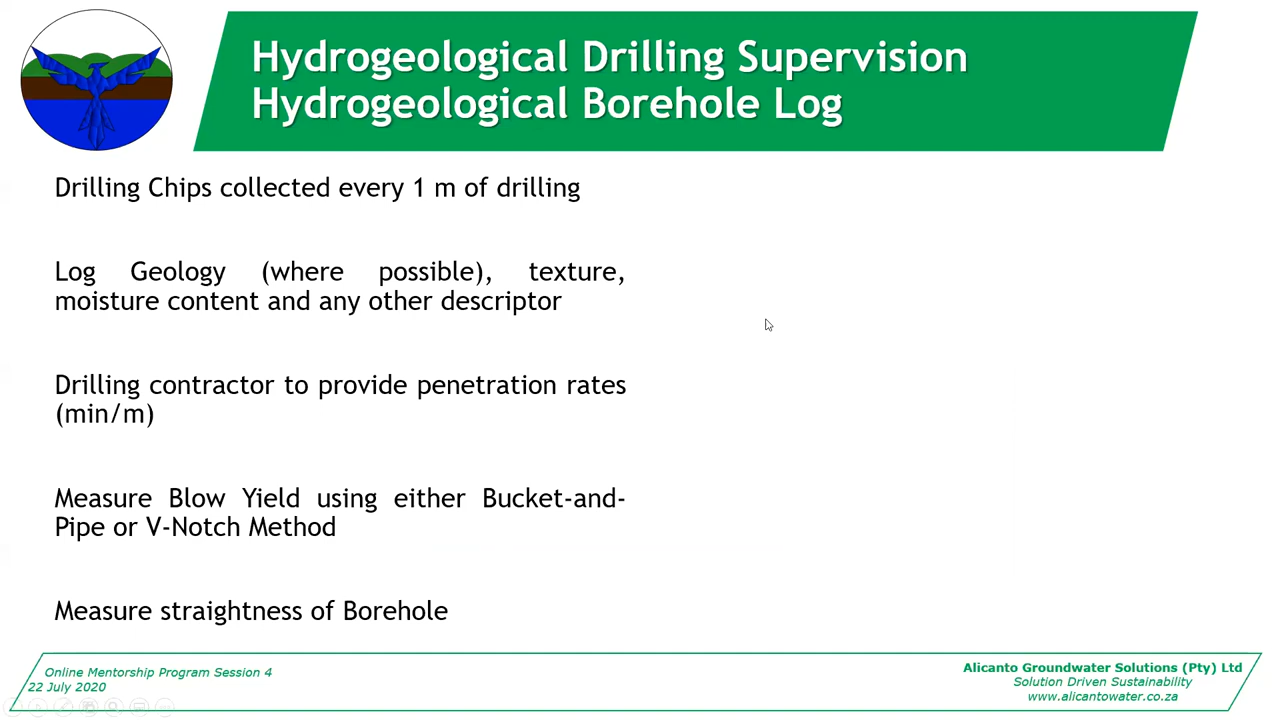 Hydrogeological Drilling Supervision
Hydrogeological Borehole Log
Drilling Chips collected every 1 m of drilling
Log Geology (where possible), texture,
moisture content and any other descriptor
Drilling contractor to provide penetration rates
(min/m)
Measure Blow Yield using either Bucket-and-
Pipe or V-Notch Method
Measure straightness of Borehole
Online Mentorship Program Session 4
22 July 2020
Alicanto Groundwater Solutions (Pty) Ltd
Solution Driven Sustainability
www.alicantowater.co.za